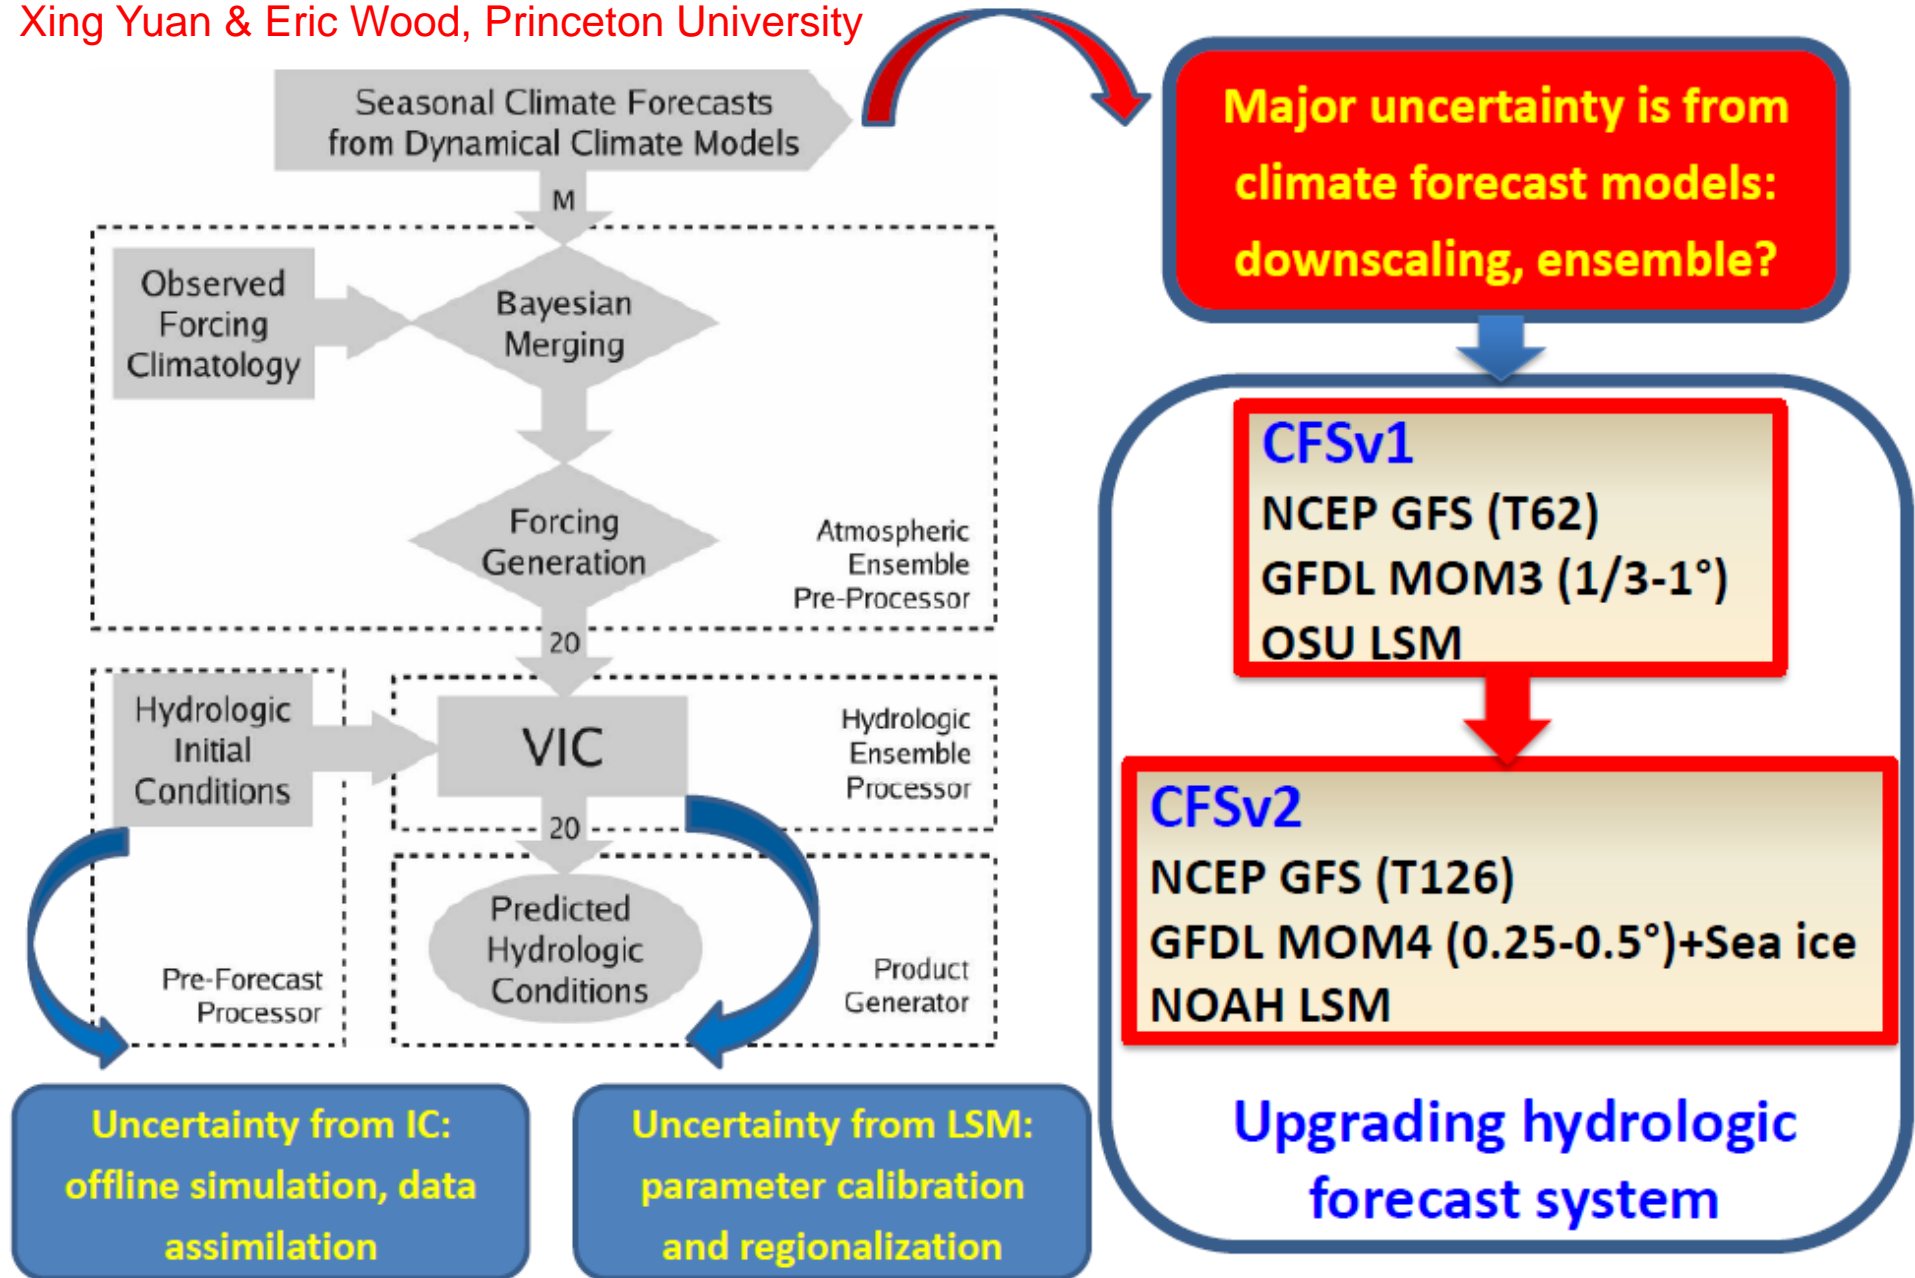 Xing Yuan & Eric Wood, Princeton University
Seasonal Climate Forecasts
from Dynamical Climate Models
M
Observed
Forcing
Climatology
Bayesian
Merging
Forcing
Generation
Atmospheric
Ensemble
Pre-Processor
20
Hydrologic
Initial
Conditions
VIC
Hydrologic
Ensemble
Processor
20
Predicted
Hydrologic
Conditions
Pre-Forecast
Processor
Product
Generator
Uncertainty from IC:
offline simulation, data
assimilation
Uncertainty from LSM:
parameter calibration
and regionalization
Major uncertainty is from
climate forecast models:
downscaling, ensemble?
CFSv1
NCEP GFS (T62)
GFDL MOM3 (1/3-1°)
OSU LSM
CFSv2
NCEP GFS (T126)
GFDL MOM4 (0.25-0.5°)+Sea ice
NOAH LSM
Upgrading hydrologic
forecast system